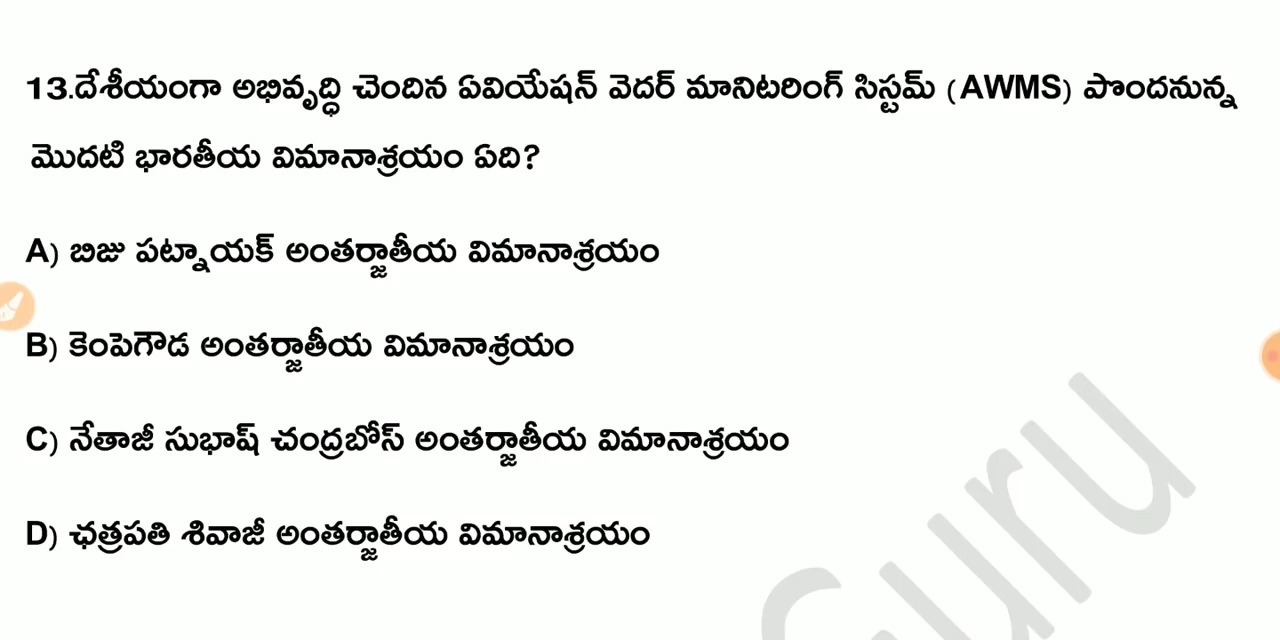 13.దేశీయంగా అభివృద్ధి చెందిన ఏవియేషన్ వెదర్ మానిటరింగ్ సిస్టమ్ (AWMS) పొందనున్న
మొదటి భారతీయ విమానాశ్రయం ఏది?
A) బిజు పట్నాయక్ అంతర్జాతీయ విమానాశ్రయం
B) కెంపెగౌడ అంతర్జాతీయ విమానాశ్రయం
C) నేతాజీ సుభాష్ చంద్రబోస్ అంతర్జాతీయ విమానాశ్రయం
D) ఛత్రపతి శివాజీ అంతర్జాతీయ విమానాశ్రయం
Guru